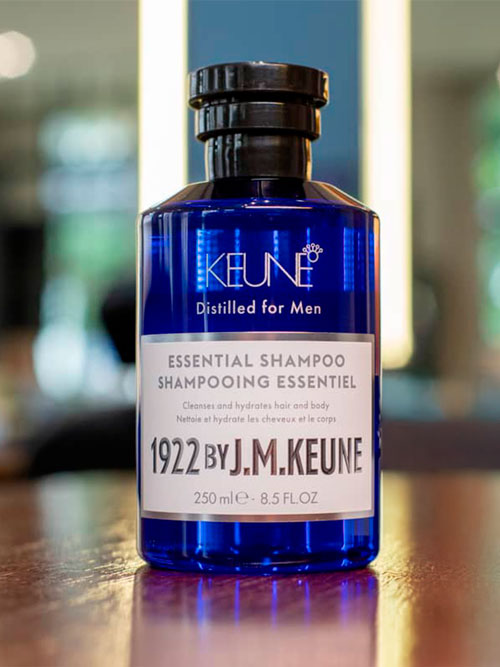 KEUNE
Distilled for Men
ESSENTIAL SHAMPOO
SHAMPOOING ESSENTIEL
Cleanses and hydrates hair and body
Nettoie et hydrate les cheveux et le corps
1922 BY J.M.KEUNE
250 ml ℮ - 8.5 FL.OZ